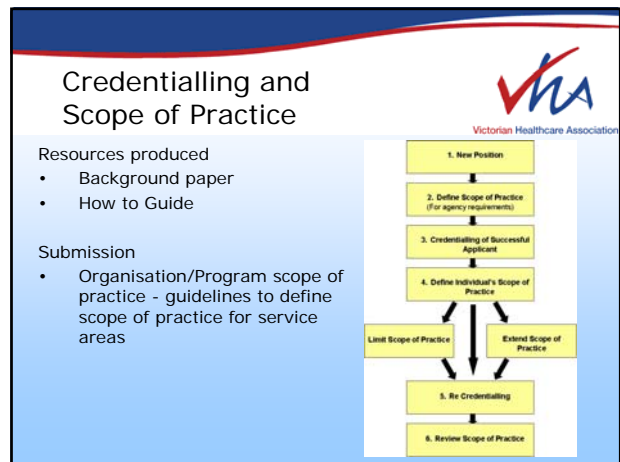 Credentialling and
Scope of Practice
VHA
Victorian Healthcare Association
Resources produced
• Background paper
• How to Guide
Submission
• Organisation/Program scope of
practice - guidelines to define
scope of practice for service
areas
1. New Position
2. Define Scope of Practice
(For agency requirements)
3. Credentialling of Successful
Applicant
4. Define Individual's Scope of
Practice
Limit Scope of Practice
Extend Scope of
Practice
5. Re Credentialling
6. Review Scope of Practice